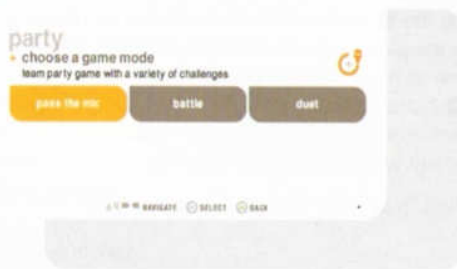 party
choose a game mode
team party game with a variety of challenges
pass the mic
battle
duet
NAVIGATE SELECT BACK